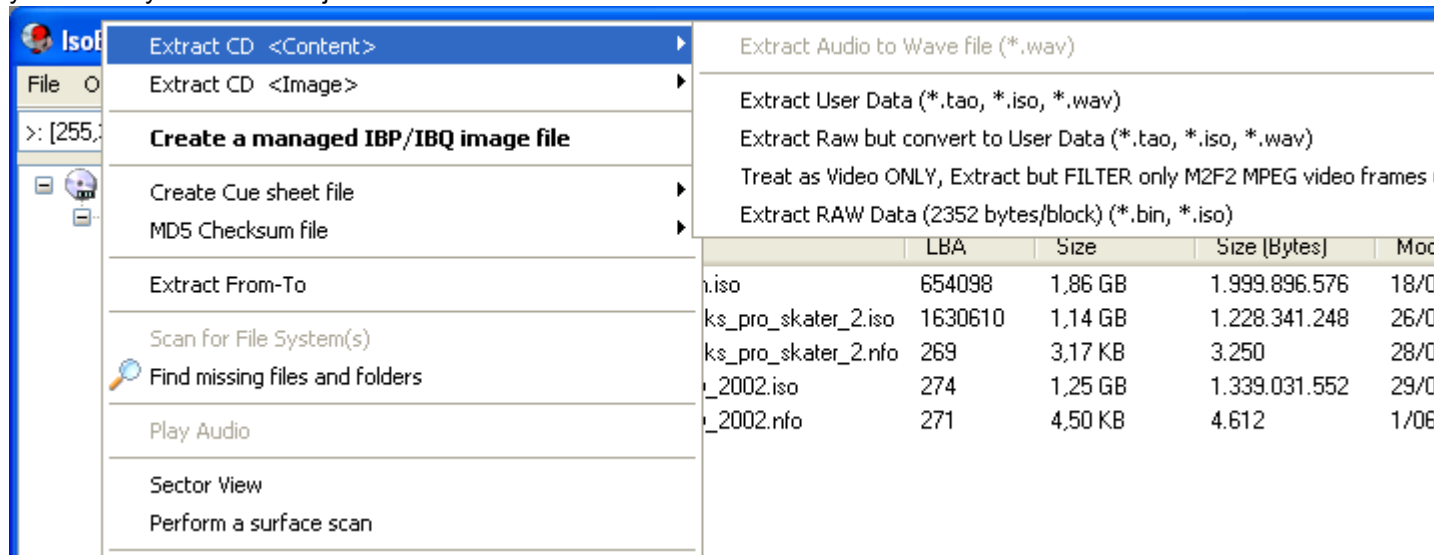 IsoB
File O
>: [255,
Extract CD <Content>
Extract CD <Image>
Create a managed IBP/IBQ image file
Create Cue sheet file
MD5 Checksum file
Extract From-To
Scan for File System(s)
Find missing files and folders
Play Audio
Sector View
Perform a surface scan
Extract Audio to Wave file (*.wav)
Extract User Data (*.tao, *.iso, *.wav)
Extract Raw but convert to User Data (*.tao, *.iso, *.wav)
Treat as Video ONLY, Extract but FILTER only M2F2 MPEG video frames
Extract RAW Data (2352 bytes/block) (*.bin, *.iso)
LBA Size Size (Bytes) Mod
.iso 654098 1,86 GB 1.999.896.576 18/0
ks_pro_skater_2.iso 1630610 1,14 GB 1.228.341.248 26/0
ks_pro_skater_2.nfo 269 3,17 KB 3.250 28/0
_2002.iso 274 1,25 GB 1.339.031.552 29/0
_2002.nfo 271 4,50 KB 4.612 1/06